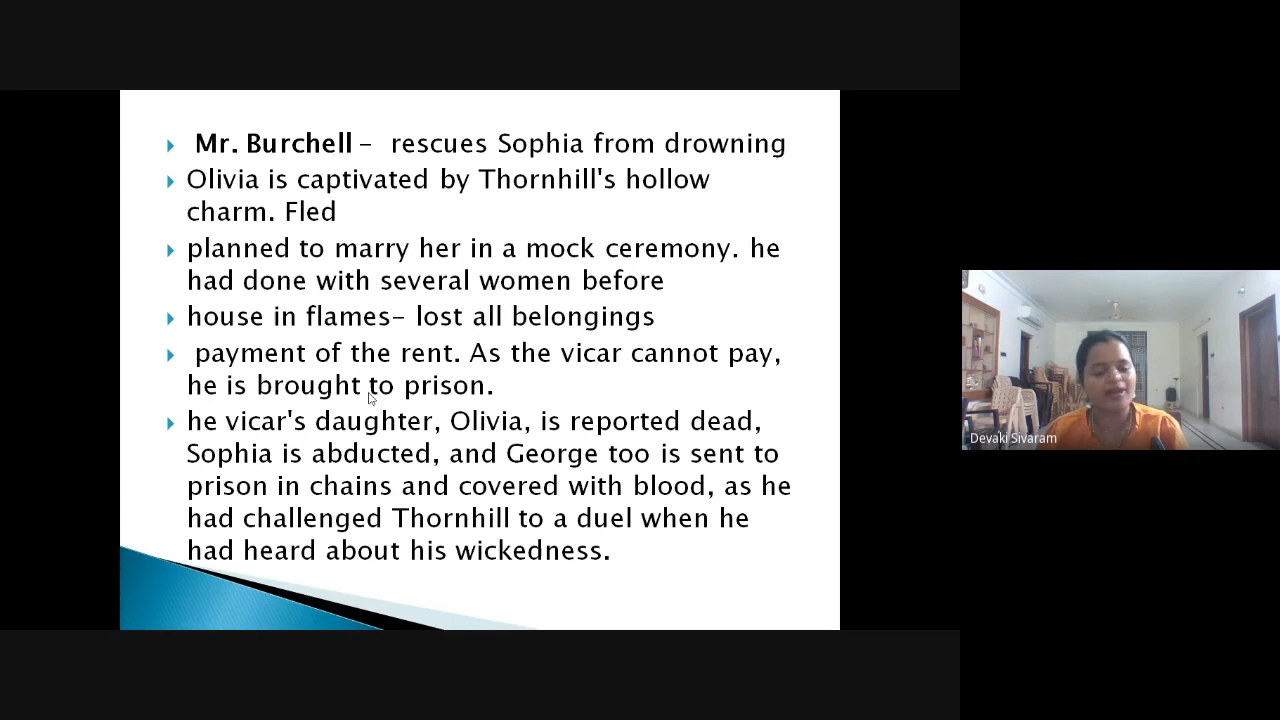 Mr. Burchell – rescues Sophia from drowning
Olivia is captivated by Thornhill's hollow
charm. Fled
planned to marry her in a mock ceremony. he
had done with several women before
house in flames– lost all belongings
payment of the rent. As the vicar cannot pay,
he is brought to prison.
he vicar's daughter, Olivia, is reported dead,
Sophia is abducted, and George too is sent to
prison in chains and covered with blood, as he
had challenged Thornhill to a duel when he
had heard about his wickedness.
Devaki Sivaram